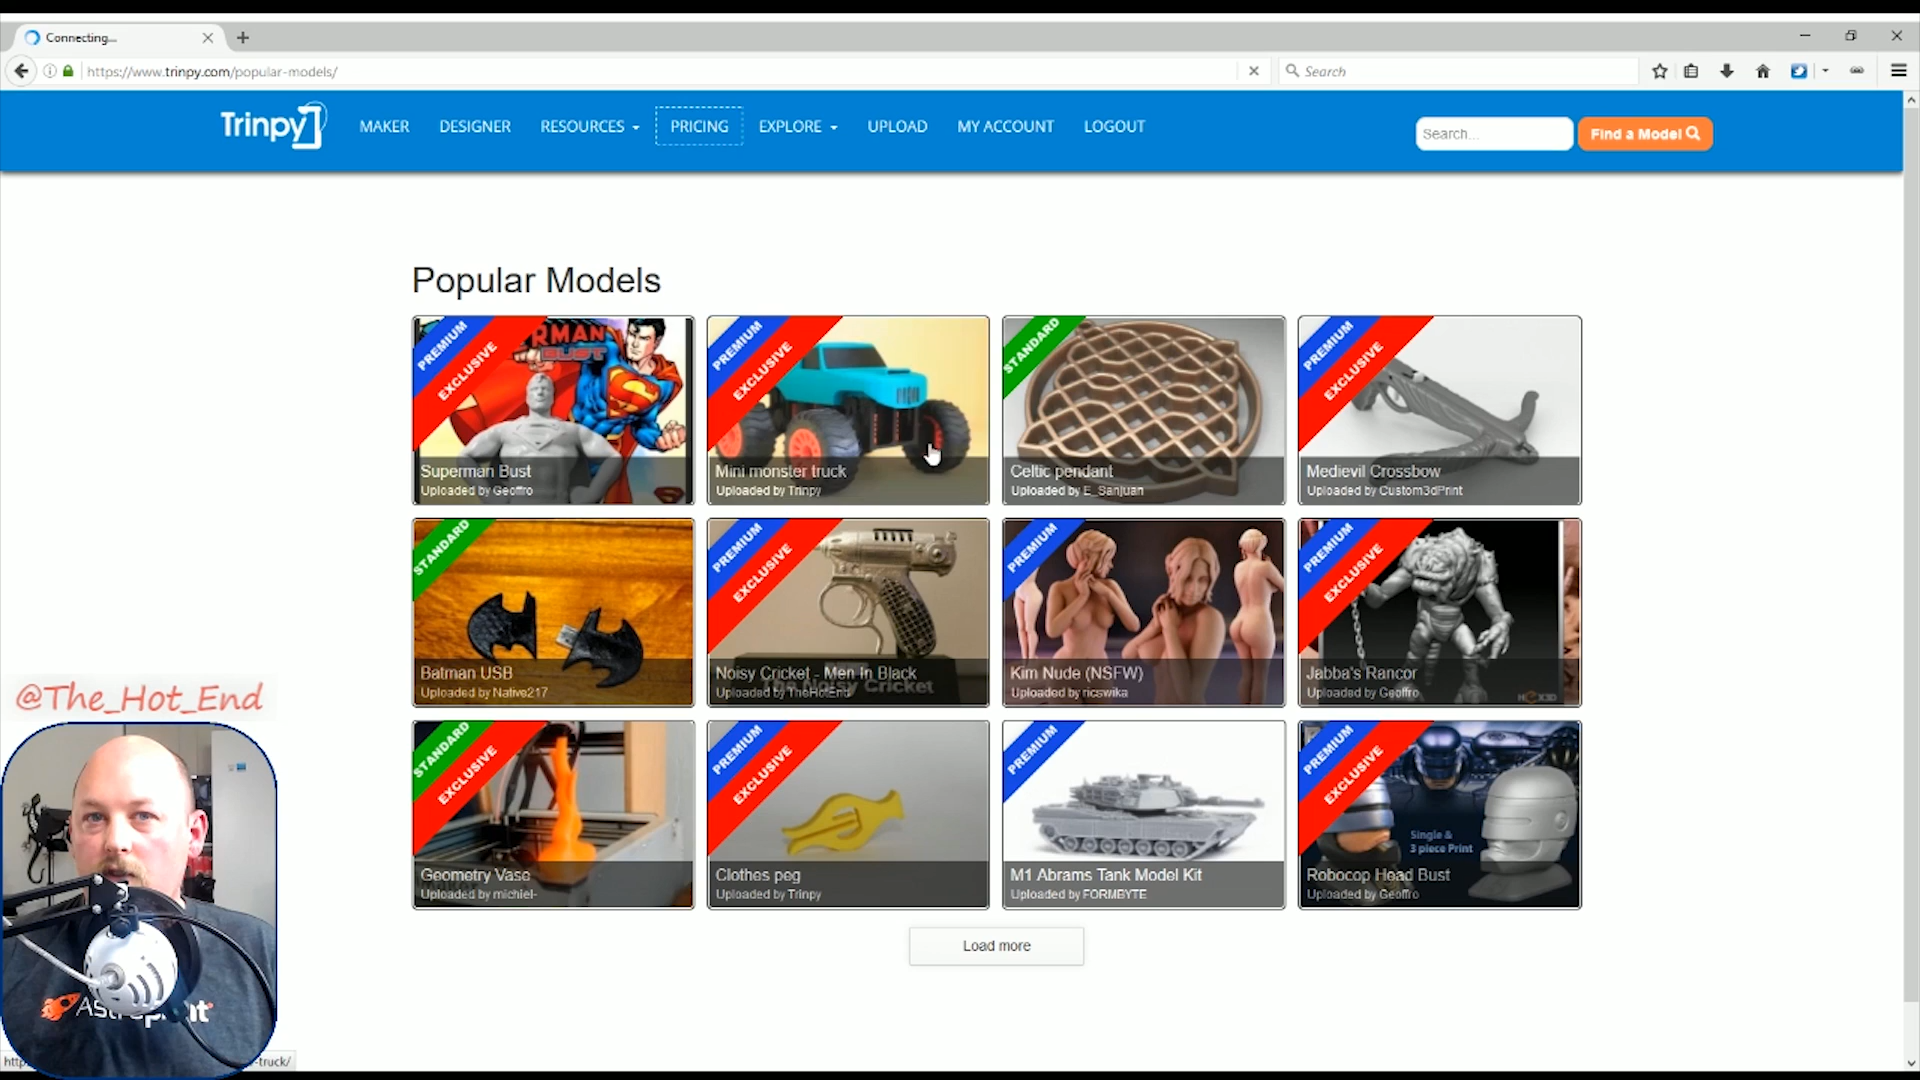 Connecting...
https://www.trinpy.com/popular-models/
Search
Trinpy
MAKER
DESIGNER
RESOURCES
PRICING
EXPLORE
UPLOAD
MY ACCOUNT
LOGOUT
Search...
Find a Model
Popular Models
PREMIUM
EXCLUSIVE
RMAN
BUST
Superman Bust
Uploaded by Geoffro
PREMIUM
EXCLUSIVE
Mini monster truck
Uploaded by Trinpy
STANDARD
Celtic pendant
Uploaded by E_Sanjuan
PREMIUM
EXCLUSIVE
Medievil Crossbow
Uploaded by Custom3dPrint
STANDARD
Batman USB
Uploaded by Native217
PREMIUM
EXCLUSIVE
Noisy Cricket - Men In Black
Uploaded by TheHotEnd
Cricket
PREMIUM
Kim Nude (NSFW)
Uploaded by ricswika
PREMIUM
EXCLUSIVE
Jabba's Rancor
Uploaded by Geoffro
STANDARD
EXCLUSIVE
Geometry Vase
Uploaded by michiel-
PREMIUM
EXCLUSIVE
Clothes peg
Uploaded by Trinpy
PREMIUM
M1 Abrams Tank Model Kit
Uploaded by FORMBYTE
PREMIUM
EXCLUSIVE
Single &
3 piece Print
Robocop Head Bust
Uploaded by Geoffro
Load more
@The_Hot_End
http
-truck/